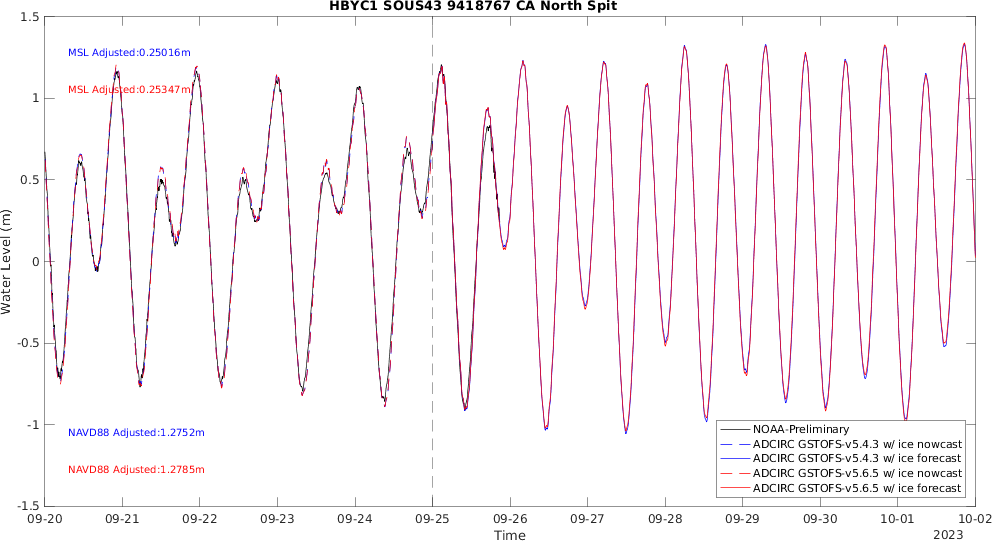 HBYC1 SOUS43 9418767 CA North Spit
MSL Adjusted:0.25016m
MSL Adjusted:0.25347m
NAVD88 Adjusted:1.2752m
NAVD88 Adjusted:1.2785m
Water Level (m)
1.5
1
0.5
0
-0.5
-1
-1.5
NOAA-Preliminary
ADCIRC GSTOFS-v5.4.3 w/ ice nowcast
ADCIRC GSTOFS-v5.4.3 w/ ice forecast
ADCIRC GSTOFS-v5.6.5 w/ ice nowcast
ADCIRC GSTOFS-v5.6.5 w/ ice forecast
09-20 09-21 09-22 09-23 09-24 09-25 09-26 09-27 09-28 09-29 09-30 10-01 10-02
Time
2023